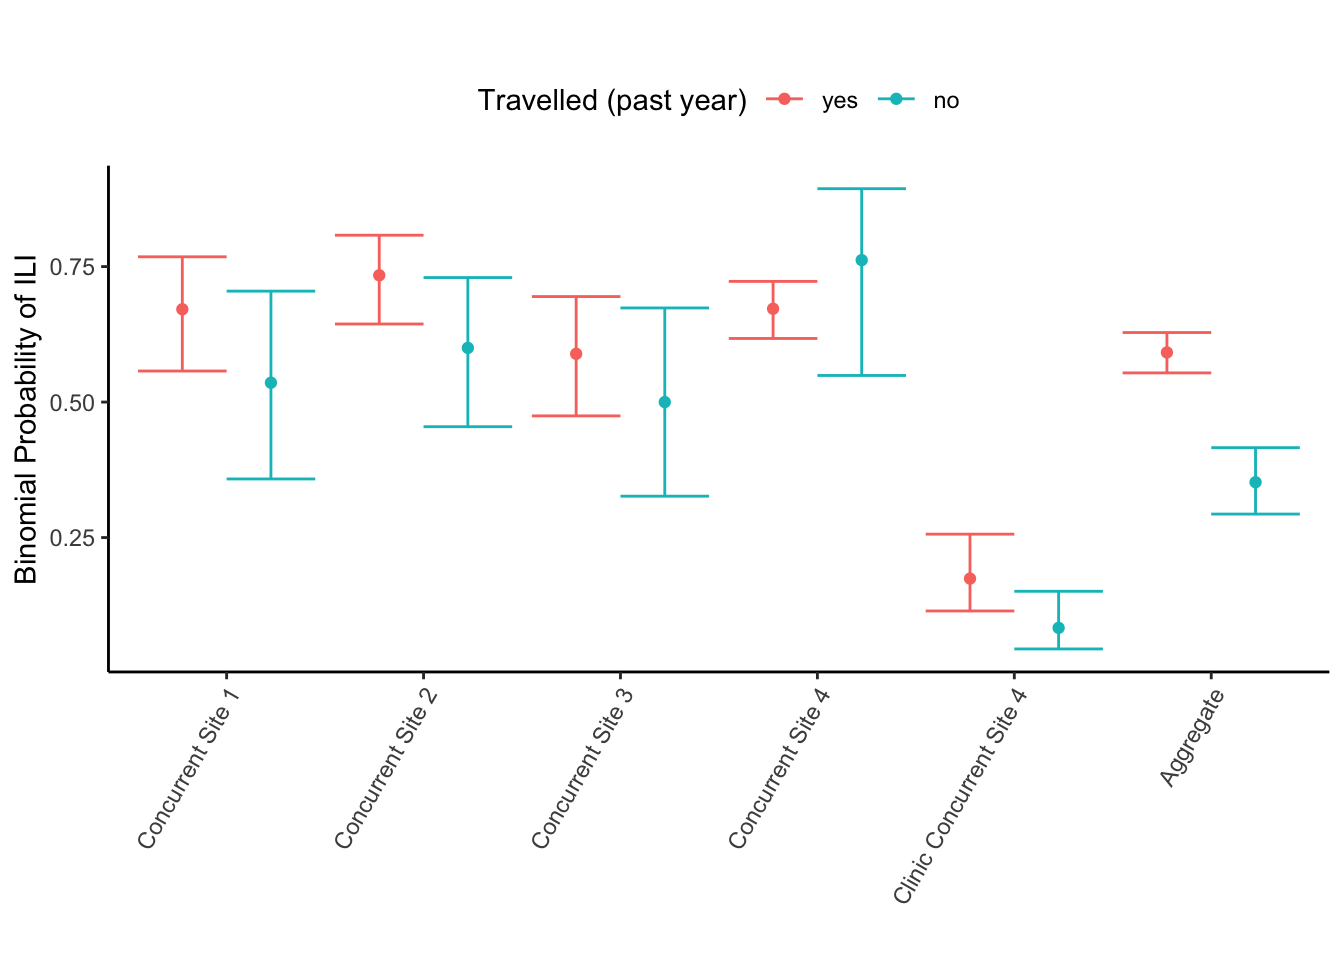 Travelled (past year) yes no
Binomial Probability of ILI
0.75
0.50
0.25
Concurrent Site 1
Concurrent Site 2
Concurrent Site 3
Concurrent Site 4
Clinic Concurrent Site 4
Aggregate